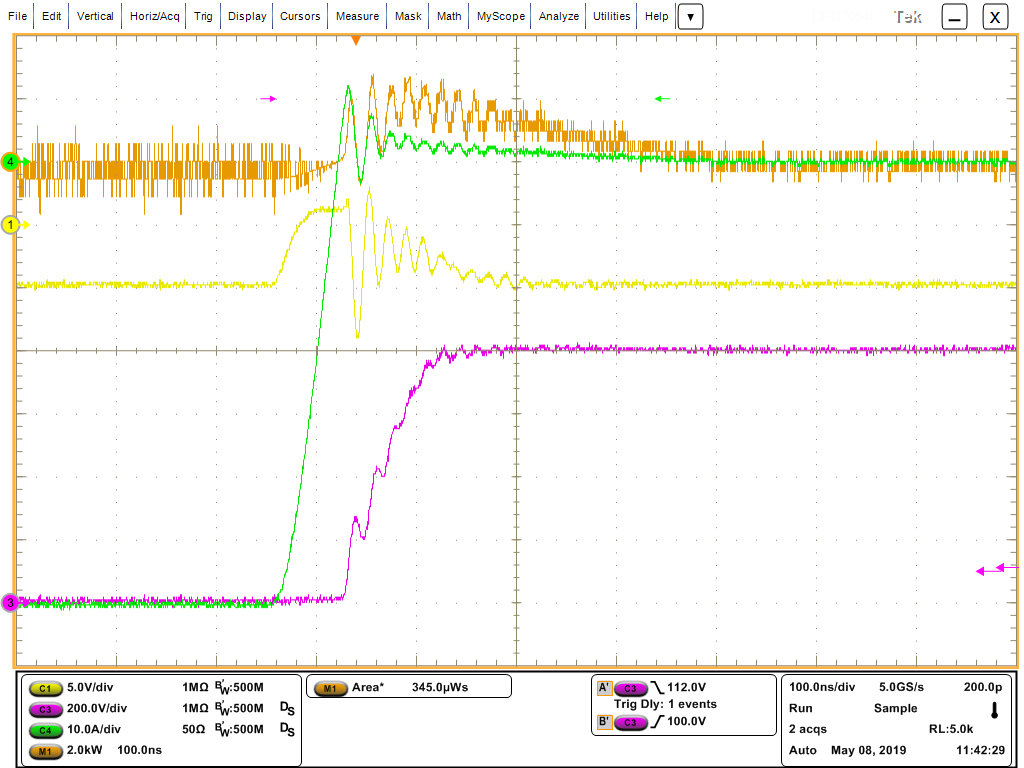 File Edit Vertical Horiz/Acq Trig Display Cursors Measure Mask Math MyScope Analyze Utilities Help ▼ Tek X
4
1
3
C1 5.0V/div 1MΩ BW:500M
C3 200.0V/div 1MΩ BW:500M DS
C4 10.0A/div 50Ω BW:500M DS
M1 2.0kW 100.0ns
M1 Area* 345.0µWs
A' C3 112.0V
Trig Dly: 1 events
B' C3 100.0V
100.0ns/div 5.0GS/s 200.0p
Run Sample
2 acqs RL:5.0k
Auto May 08, 2019 11:42:29